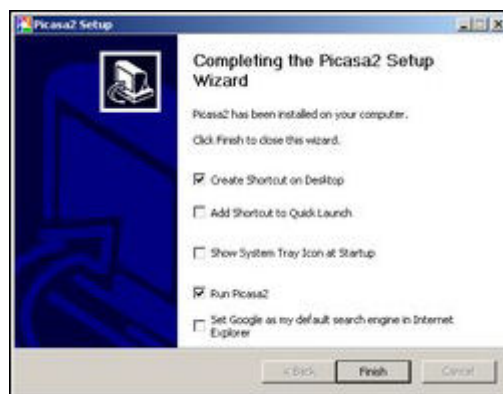 Picasa2 Setup
Completing the Picasa2 Setup
Wizard
Picasa2 has been installed on your computer.
Click Finish to close this wizard.
Create Shortcut on Desktop
Add Shortcut to Quick Launch
Show System Tray Icon at Startup
Run Picasa2
Set Google as my default search engine in Internet
Explorer
< Back Finish Cancel